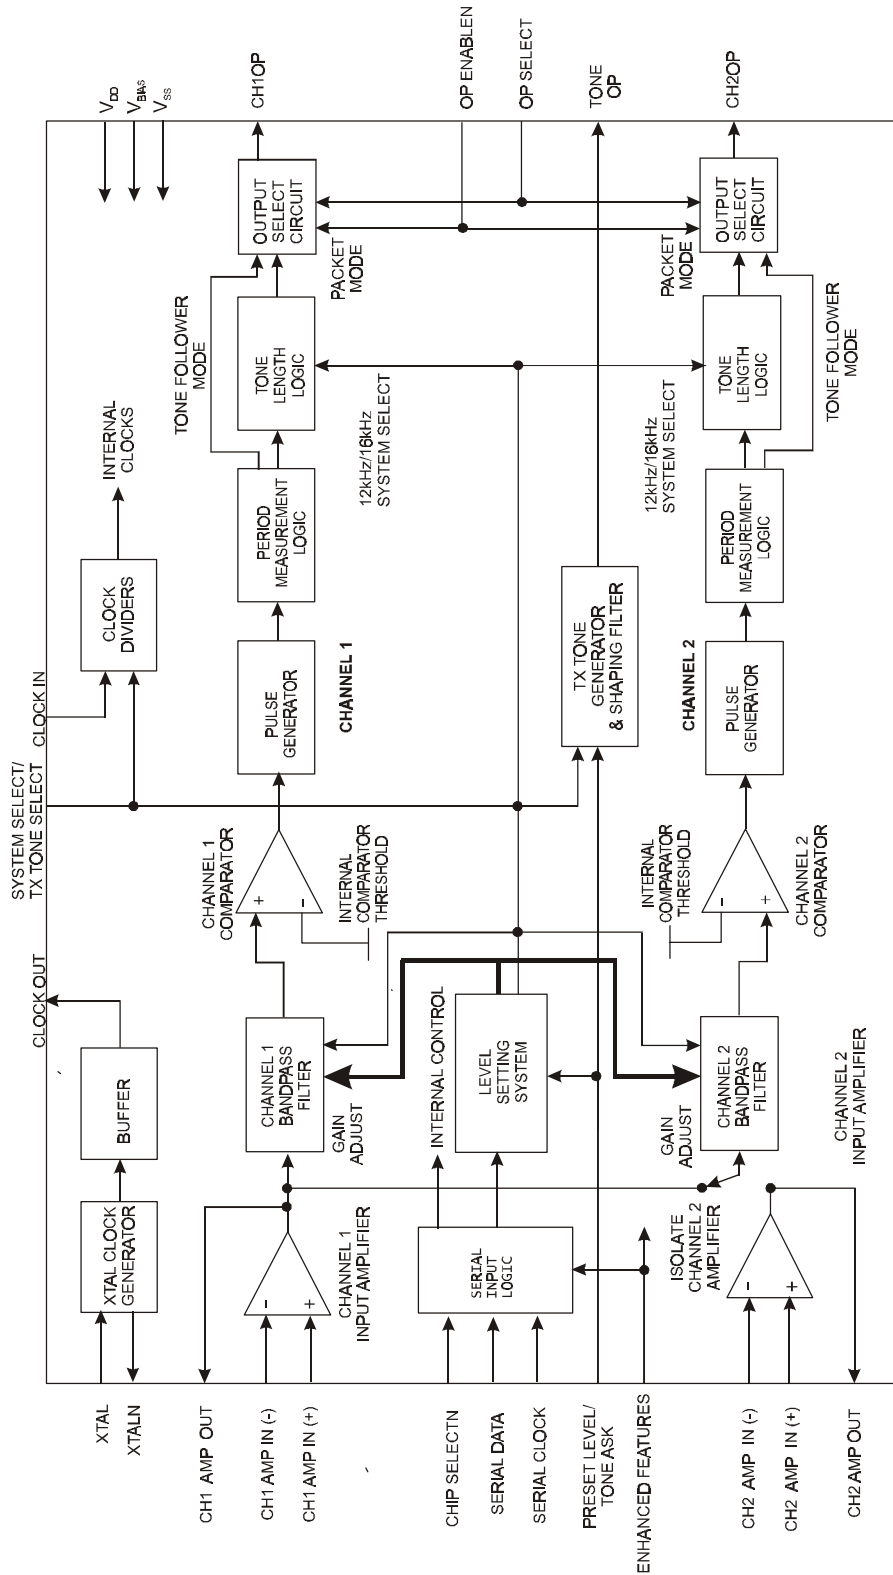 XTAL
XTALN
XTAL CLOCK
GENERATOR
BUFFER
CLOCK OUT
SYSTEM SELECT/
TX TONE SELECT
CLOCK IN
CLOCK
DIVIDERS
INTERNAL
CLOCKS
VDD
VBIAS
VSS
CH1 AMP OUT
CH1 AMP IN (-)
CH1 AMP IN (+)
-
+
CHANNEL 1
INPUT AMPLIFIER
CHANNEL 1
BANDPASS
FILTER
GAIN
ADJUST
CHANNEL 1
COMPARATOR
+
-
INTERNAL
COMPARATOR
THRESHOLD
PULSE
GENERATOR
CHANNEL 1
PERIOD
MEASUREMENT
LOGIC
TONE FOLLOWER
MODE
TONE
LENGTH
LOGIC
12kHz/16kHz
SYSTEM SELECT
PACKET
MODE
OUTPUT
SELECT
CIRCUIT
CH1OP
OP ENABLEN
OP SELECT
TONE
OP
CHIP SELECTN
SERIAL DATA
SERIAL CLOCK
SERIAL
INPUT
LOGIC
INTERNAL CONTROL
LEVEL
SETTING
SYSTEM
PRESET LEVEL/
TONE ASK
ENHANCED FEATURES
TX TONE
GENERATOR
& SHAPING FILTER
ISOLATE
CHANNEL 2
AMPLIFIER
CH2 AMP IN (-)
CH2 AMP IN (+)
CH2 AMP OUT
-
+
CHANNEL 2
INPUT AMPLIFIER
GAIN
ADJUST
CHANNEL 2
BANDPASS
FILTER
INTERNAL
COMPARATOR
THRESHOLD
-
+
CHANNEL 2
COMPARATOR
CHANNEL 2
PULSE
GENERATOR
PERIOD
MEASUREMENT
LOGIC
12kHz/16kHz
SYSTEM SELECT
TONE
LENGTH
LOGIC
TONE FOLLOWER
MODE
PACKET
MODE
OUTPUT
SELECT
CIRCUIT
CH2OP